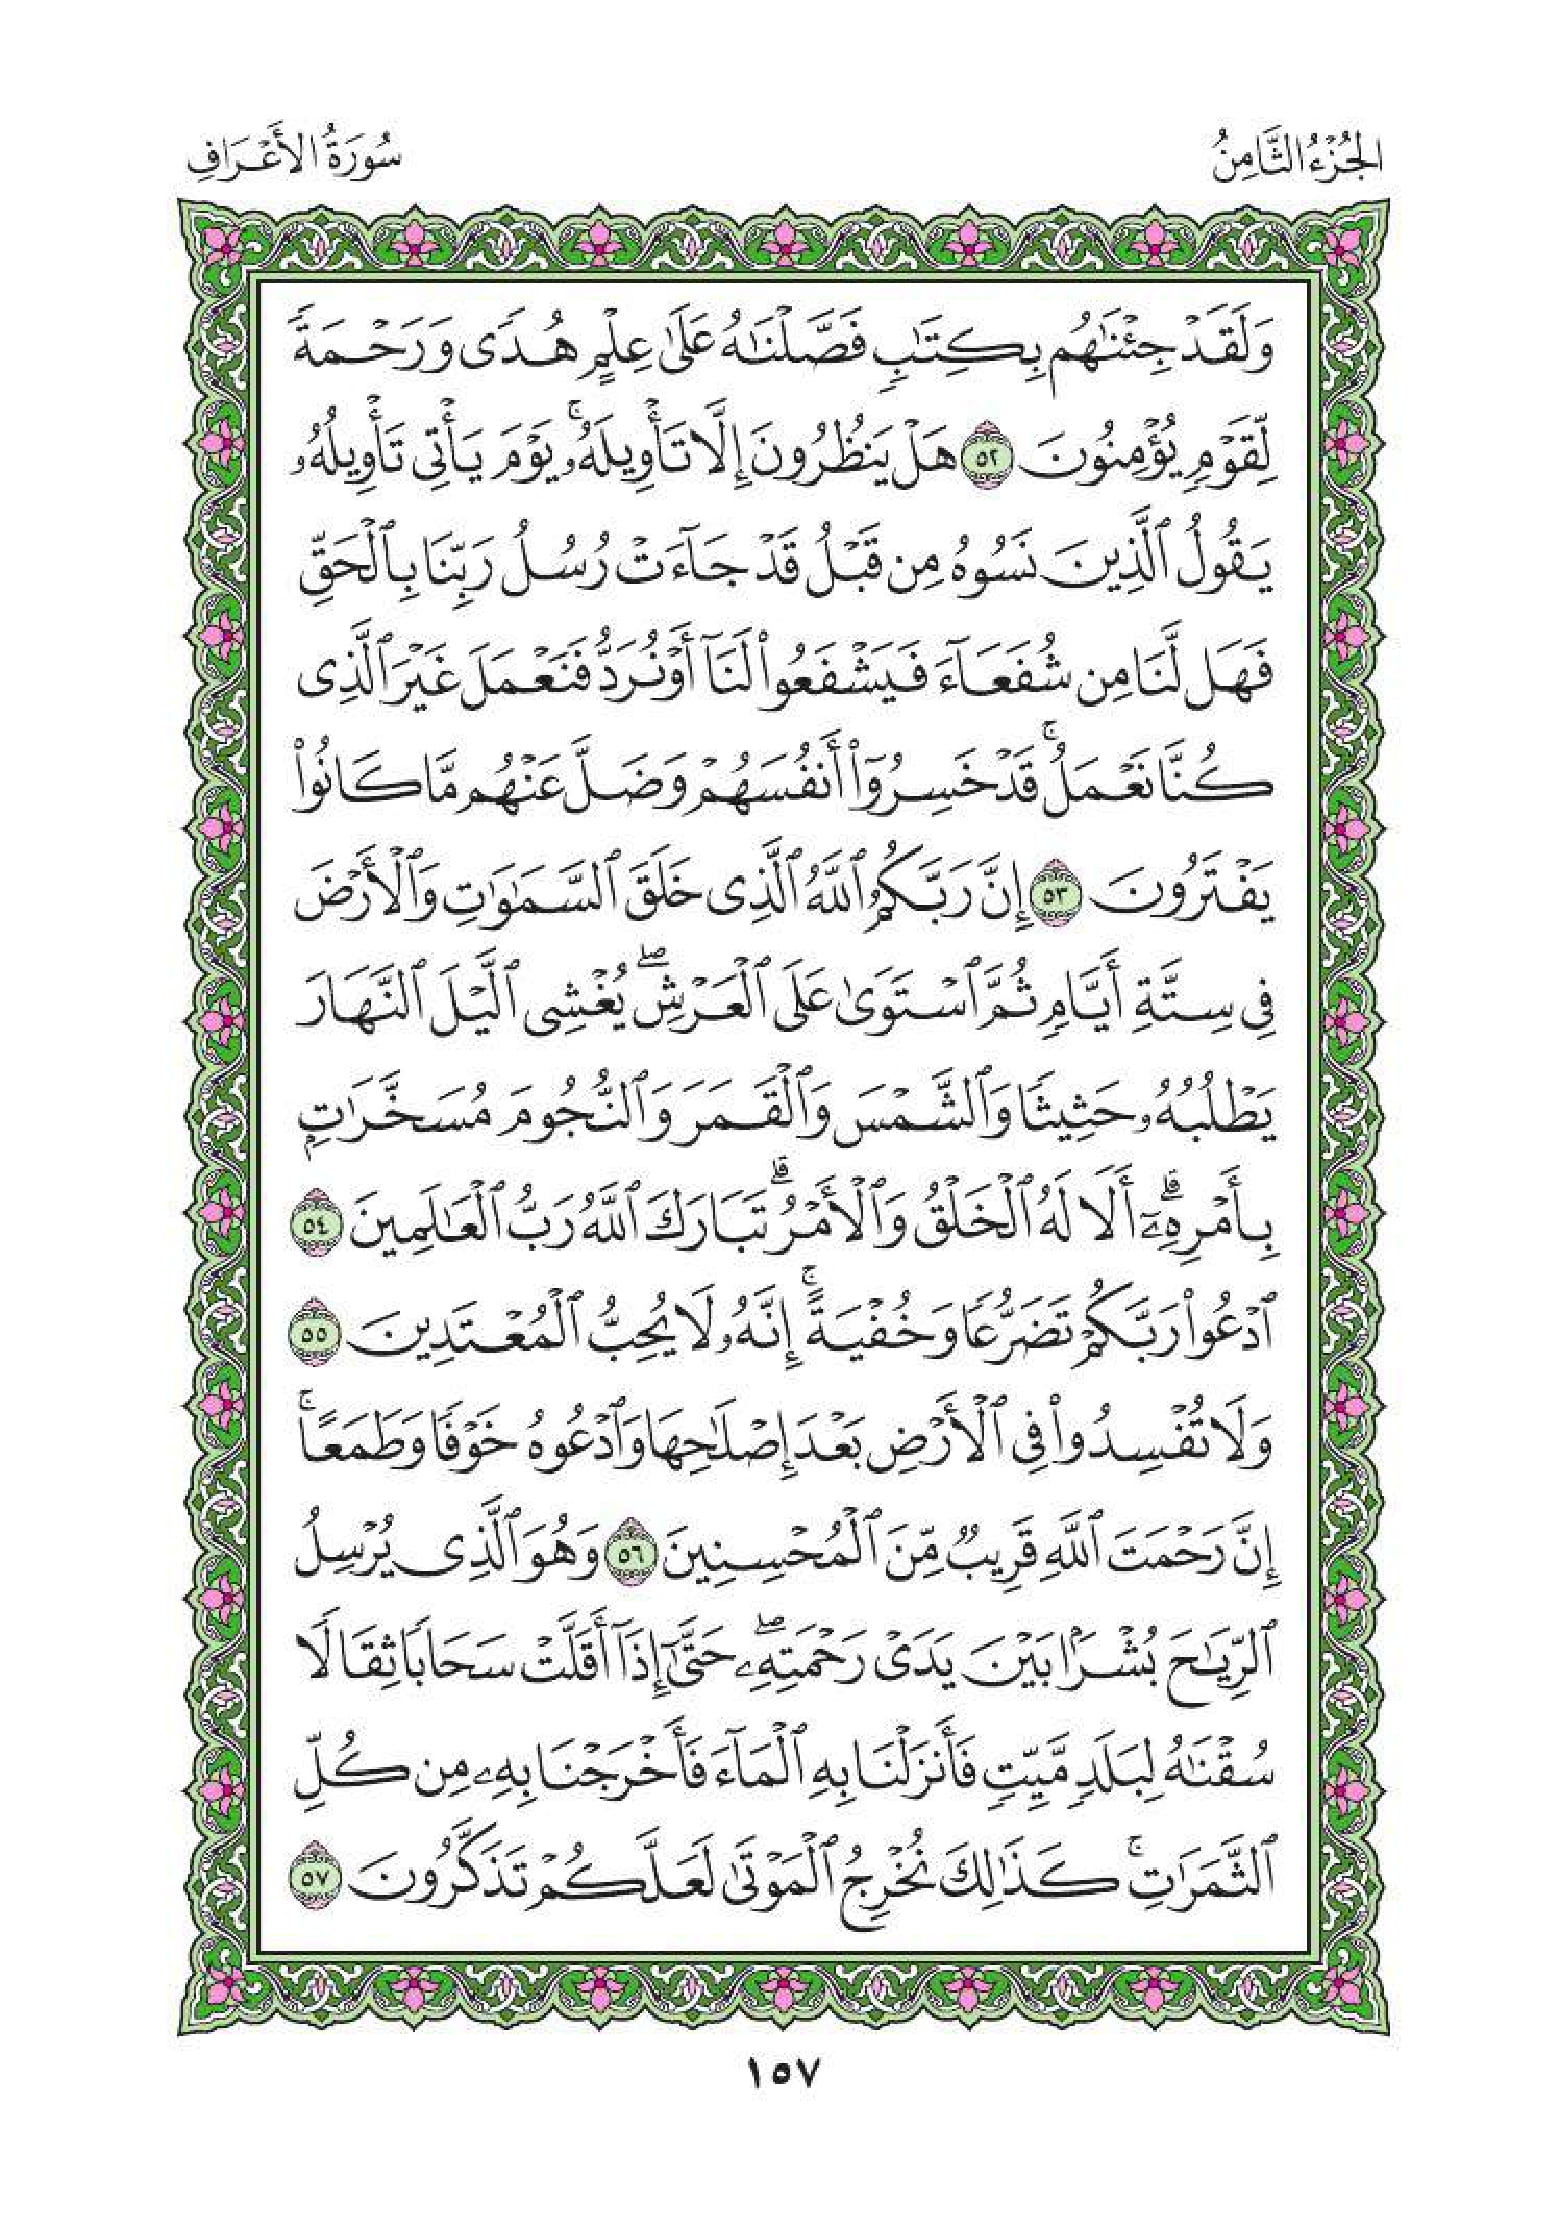 الجُزْءُ الثَّامِنُ
سُورَةُ الأَعْرَافِ
وَلَقَدْ جِئْنَٰهُم بِكِتَٰبٖ فَصَّلْنَٰهُ عَلَىٰ عِلْمٍ هُدٗى وَرَحْمَةٗ
لِّقَوْمٖ يُؤْمِنُونَ ٥٢ هَلْ يَنظُرُونَ إِلَّا تَأْوِيلَهُۥۚ يَوْمَ يَأْتِى تَأْوِيلُهُۥ
يَقُولُ ٱلَّذِينَ نَسُوهُ مِن قَبْلُ قَدْ جَآءَتْ رُسُلُ رَبِّنَا بِٱلْحَقِّ
فَهَل لَّنَا مِن شُفَعَآءَ فَيَشْفَعُوا۟ لَنَآ أَوْ نُرَدُّ فَنَعْمَلَ غَيْرَ ٱلَّذِى
كُنَّا نَعْمَلُۚ قَدْ خَسِرُوٓا۟ أَنفُسَهُمْ وَضَلَّ عَنْهُم مَّا كَانُوا۟
يَفْتَرُونَ ٥٣ إِنَّ رَبَّكُمُ ٱللَّهُ ٱلَّذِى خَلَقَ ٱلسَّمَٰوَٰتِ وَٱلْأَرْضَ
فِى سِتَّةِ أَيَّامٖ ثُمَّ ٱسْتَوَىٰ عَلَى ٱلْعَرْشِۖ يُغْشِى ٱلَّيْلَ ٱلنَّهَارَ
يَطْلُبُهُۥ حَثِيثٗا وَٱلشَّمْسَ وَٱلْقَمَرَ وَٱلنُّجُومَ مُسَخَّرَٰتِۭ
بِأَمْرِهِۦٓۗ أَلَا لَهُ ٱلْخَلْقُ وَٱلْأَمْرُۗ تَبَارَكَ ٱللَّهُ رَبُّ ٱلْعَٰلَمِينَ ٥٤
ٱدْعُوا۟ رَبَّكُمْ تَضَرُّعٗا وَخُفْيَةًۚ إِنَّهُۥ لَا يُحِبُّ ٱلْمُعْتَدِينَ ٥٥
وَلَا تُفْسِدُوا۟ فِى ٱلْأَرْضِ بَعْدَ إِصْلَٰحِهَا وَٱدْعُوهُ خَوْفٗا وَطَمَعًاۚ
إِنَّ رَحْمَتَ ٱللَّهِ قَرِيبٞ مِّنَ ٱلْمُحْسِنِينَ ٥٦ وَهُوَ ٱلَّذِى يُرْسِلُ
ٱلرِّيَٰحَ بُشْرَۢا بَيْنَ يَدَىْ رَحْمَتِهِۦۖ حَتَّىٰٓ إِذَآ أَقَلَّتْ سَحَابٗا ثِقَالٗا
سُقْنَٰهُ لِبَلَدٖ مَّيِّتٖ فَأَنزَلْنَا بِهِ ٱلْمَآءَ فَأَخْرَجْنَا بِهِۦ مِن كُلِّ
ٱلثَّمَرَٰتِۚ كَذَٰلِكَ نُخْرِجُ ٱلْمَوْتَىٰ لَعَلَّكُمْ تَذَكَّرُونَ ٥٧
١٥٧